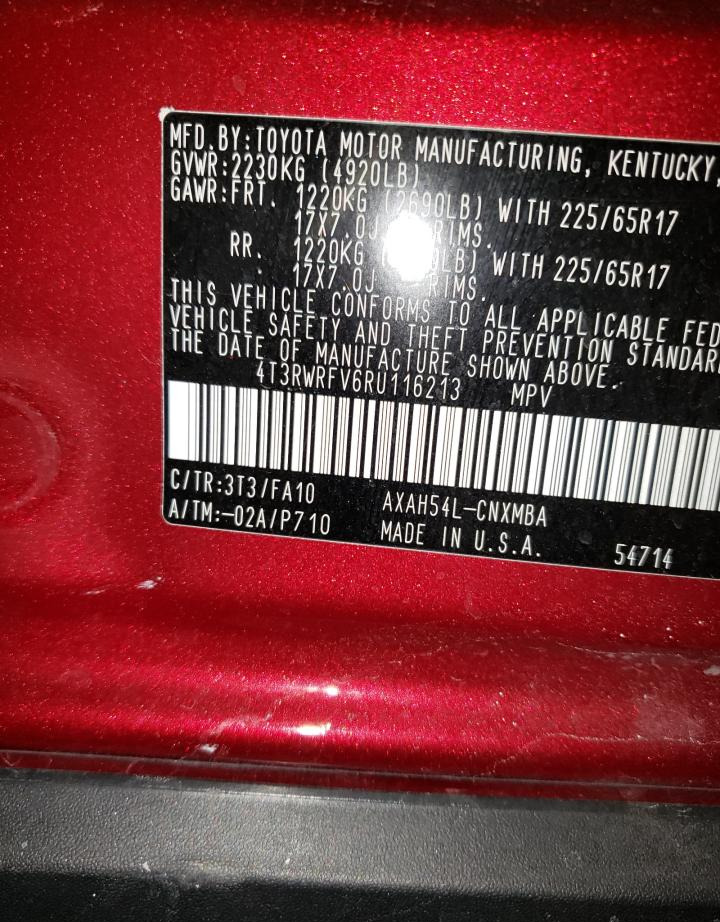 MFD.BY:TOYOTA MOTOR MANUFACTURING, KENTUCKY,
GVWR:2230KG (4920LB)
GAWR:FRT. 1220KG (2690LB) WITH 225/65R17
17X7.0J RIMS.
RR. 1220KG LB) WITH 225/65R17
17X7.0J RIMS.
THIS VEHICLE CONFORMS TO ALL APPLICABLE FED
VEHICLE SAFETY AND THEFT PREVENTION STANDAR
THE DATE OF MANUFACTURE SHOWN ABOVE.
4T3RWRFV6RU116213 MPV
C/TR:3T3/FA10 AXAH54L-CNXMBA
A/TM:-02A/P710 MADE IN U.S.A. 54714